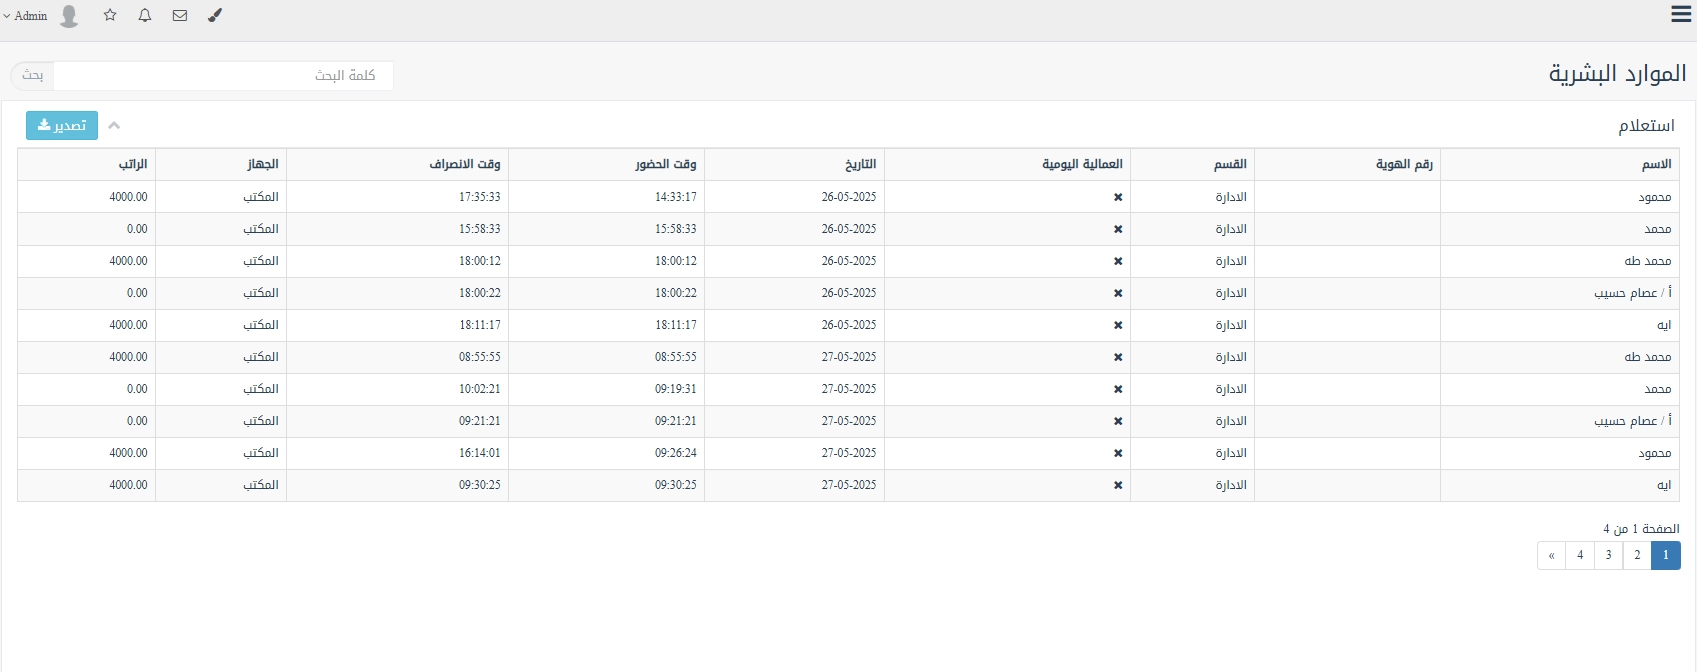 Admin
الموارد البشرية
كلمة البحث بحث
استعلام تصدير
الاسم رقم الهوية القسم العمالية اليومية التاريخ وقت الحضور وقت الانصراف الجهاز الراتب
محمود الادارة ✖ 26-05-2025 14:33:17 17:35:33 المكتب 4000.00
محمد الادارة ✖ 26-05-2025 15:58:33 15:58:33 المكتب 0.00
محمد طه الادارة ✖ 26-05-2025 18:00:12 18:00:12 المكتب 4000.00
أ / عصام حسيب الادارة ✖ 26-05-2025 18:00:22 18:00:22 المكتب 0.00
ايه الادارة ✖ 26-05-2025 18:11:17 18:11:17 المكتب 4000.00
محمد طه الادارة ✖ 27-05-2025 08:55:55 08:55:55 المكتب 4000.00
محمد الادارة ✖ 27-05-2025 09:19:31 10:02:21 المكتب 0.00
أ / عصام حسيب الادارة ✖ 27-05-2025 09:21:21 09:21:21 المكتب 0.00
محمود الادارة ✖ 27-05-2025 09:26:24 16:14:01 المكتب 4000.00
ايه الادارة ✖ 27-05-2025 09:30:25 09:30:25 المكتب 4000.00
الصفحة 1 من 4
1 2 3 4 »